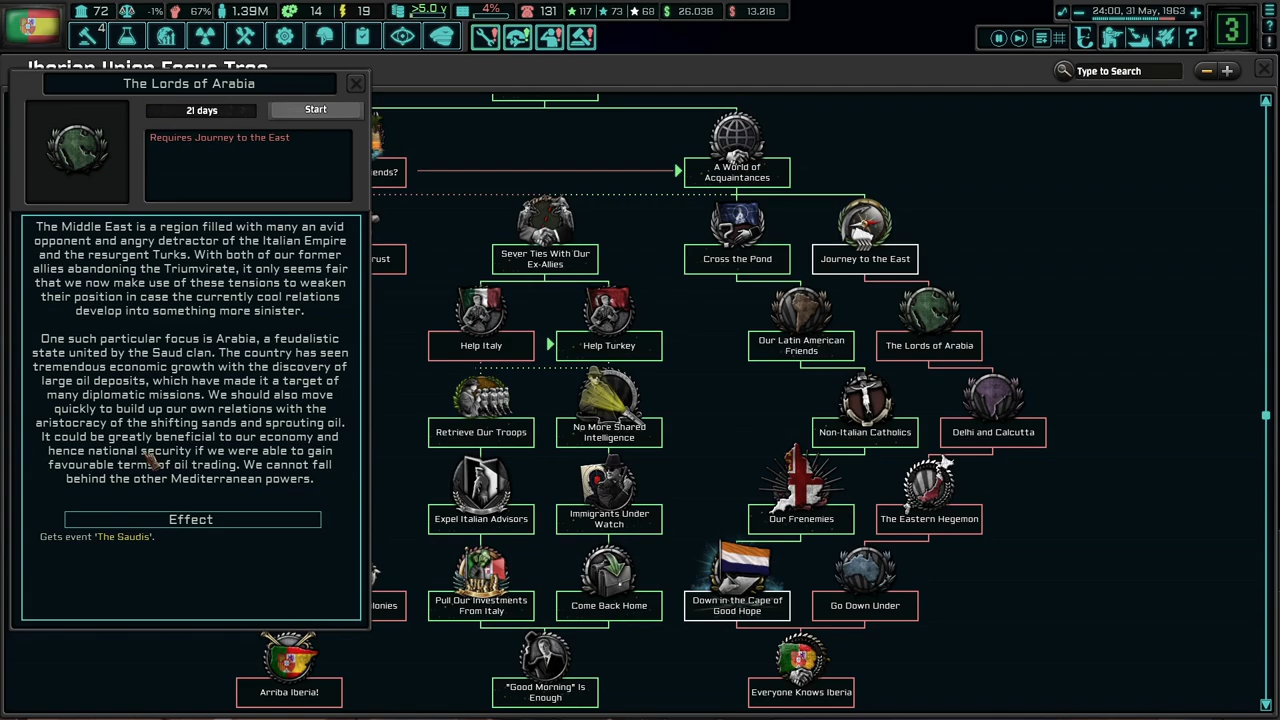 72
-1%
67%
1.39M
14
19
>5.0 y
4%
131
117
73
68
26.03B
13.21B
24:00, 31 May, 1963
4
3
Iberian Union Focus Tree
Type to Search
The Lords of Arabia
21 days
Start
Requires Journey to the East
The Middle East is a region filled with many an avid
opponent and angry detractor of the Italian Empire
and the resurgent Turks. With both of our former
allies abandoning the Triumvirate, it only seems fair
that we now make use of these tensions to weaken
their position in case the currently cool relations
develop into something more sinister.
One such particular focus is Arabia, a feudalistic
state united by the Saud clan. The country has seen
tremendous economic growth with the discovery of
large oil deposits, which have made it a target of
many diplomatic missions. We should also move
quickly to build up our own relations with the
aristocracy of the shifting sands and sprouting oil.
It could be greatly beneficial to our economy and
hence national security if we were able to gain
favourable terms of oil trading. We cannot fall
behind the other Mediterranean powers.
Effect
Gets event 'The Saudis'.
A World of
Acquaintances
Sever Ties With Our
Ex-Allies
Cross the Pond
Journey to the East
Help Italy
Help Turkey
Our Latin American
Friends
The Lords of Arabia
Retrieve Our Troops
No More Shared
Intelligence
Non-Italian Catholics
Delhi and Calcutta
Expel Italian Advisors
Immigrants Under
Watch
Our Frenemies
The Eastern Hegemon
Pull Our Investments
From Italy
Come Back Home
Down in the Cape of
Good Hope
Go Down Under
Arriba Iberia!
"Good Morning" Is
Enough
Everyone Knows Iberia